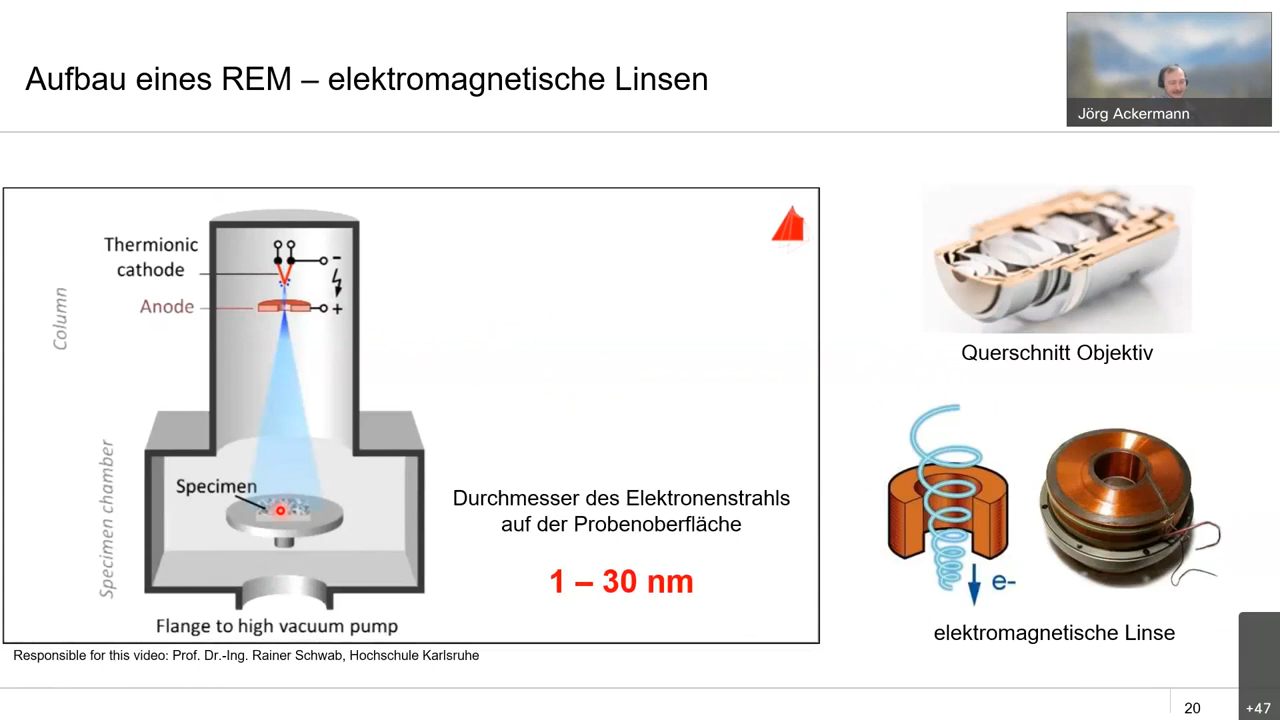 Aufbau eines REM – elektromagnetische Linsen
Jörg Ackermann
Thermionic
cathode
-
Anode
+
Column
Specimen chamber
Specimen
Durchmesser des Elektronenstrahls
auf der Probenoberfläche
1 – 30 nm
Flange to high vacuum pump
Responsible for this video: Prof. Dr.-Ing. Rainer Schwab, Hochschule Karlsruhe
Querschnitt Objektiv
e-
elektromagnetische Linse
20
+47